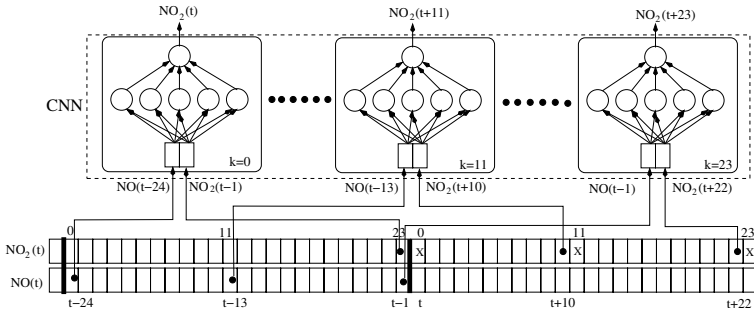 NO₂(t) NO₂(t+11) NO₂(t+23)
CNN
k=0 k=11 k=23
NO(t−24) NO₂(t−1) NO(t−13) NO₂(t+10) NO(t−1) NO₂(t+22)
0 11 23 0 11 23
NO₂(t) X X X
NO(t)
t−24 t−13 t−1 t t+10 t+22